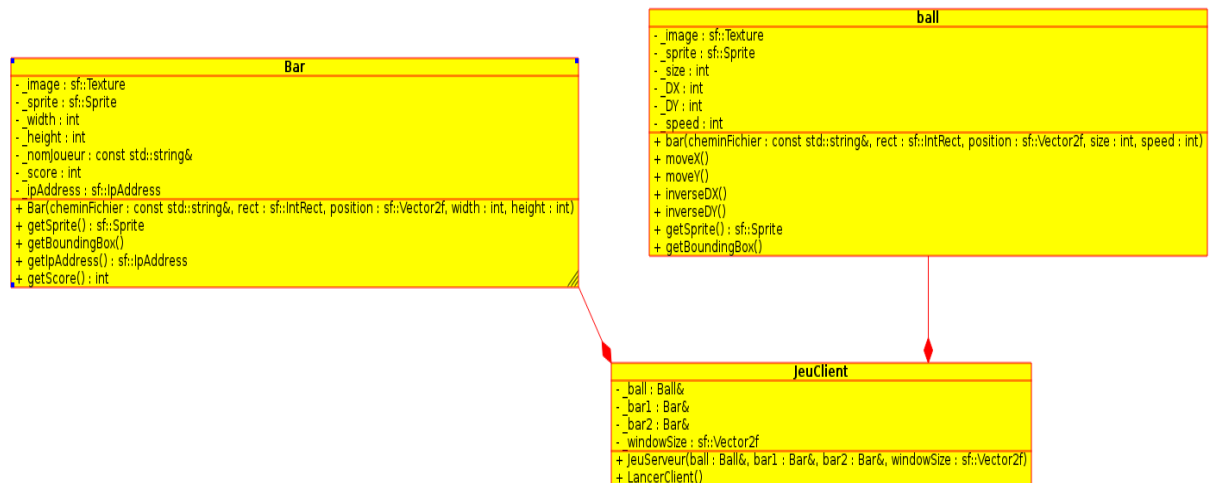 Bar
- _image : sf::Texture
- _sprite : sf::Sprite
- _width : int
- _height : int
- _nomJoueur : const std::string&
- _score : int
- _ipAddress : sf::IpAddress
+ Bar(cheminFichier : const std::string&, rect : sf::IntRect, position : sf::Vector2f, width : int, height : int)
+ getSprite() : sf::Sprite
+ getBoundingBox()
+ getIpAddress() : sf::IpAddress
+ getScore() : int
ball
- _image : sf::Texture
- _sprite : sf::Sprite
- _size : int
- _DX : int
- _DY : int
- _speed : int
+ bar(cheminFichier : const std::string&, rect : sf::IntRect, position : sf::Vector2f, size : int, speed : int)
+ moveX()
+ moveY()
+ inverseDX()
+ inverseDY()
+ getSprite() : sf::Sprite
+ getBoundingBox()
JeuClient
- _ball : Ball&
- _bar1 : Bar&
- _bar2 : Bar&
- _windowSize : sf::Vector2f
+ JeuServeur(ball : Ball&, bar1 : Bar&, bar2 : Bar&, windowSize : sf::Vector2f)
+ LancerClient()